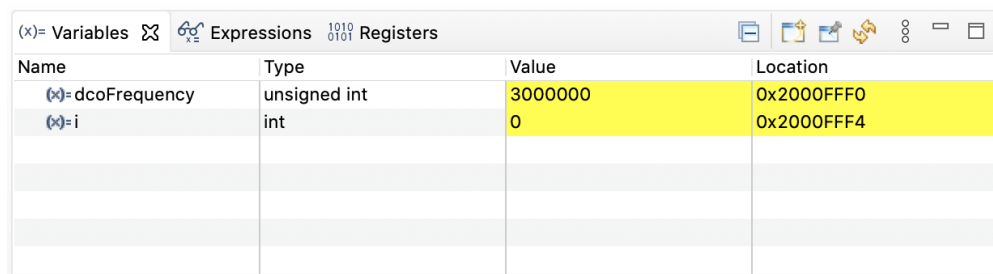 (x)= Variables Expressions 1010 0101 Registers
Name Type Value Location
(x)= dcoFrequency unsigned int 3000000 0x2000FFF0
(x)= i int 0 0x2000FFF4